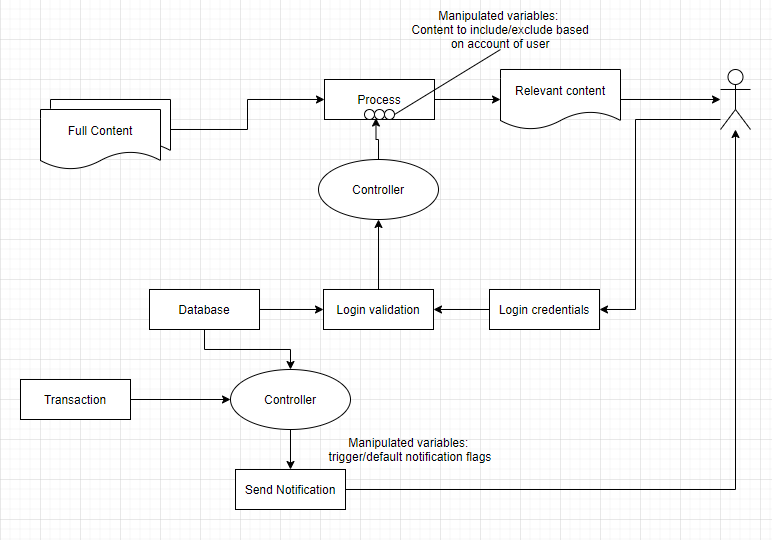 Manipulated variables:
Content to include/exclude based
on account of user
Full Content
Process
Relevant content
Controller
Database
Login validation
Login credentials
Transaction
Controller
Manipulated variables:
trigger/default notification flags
Send Notification